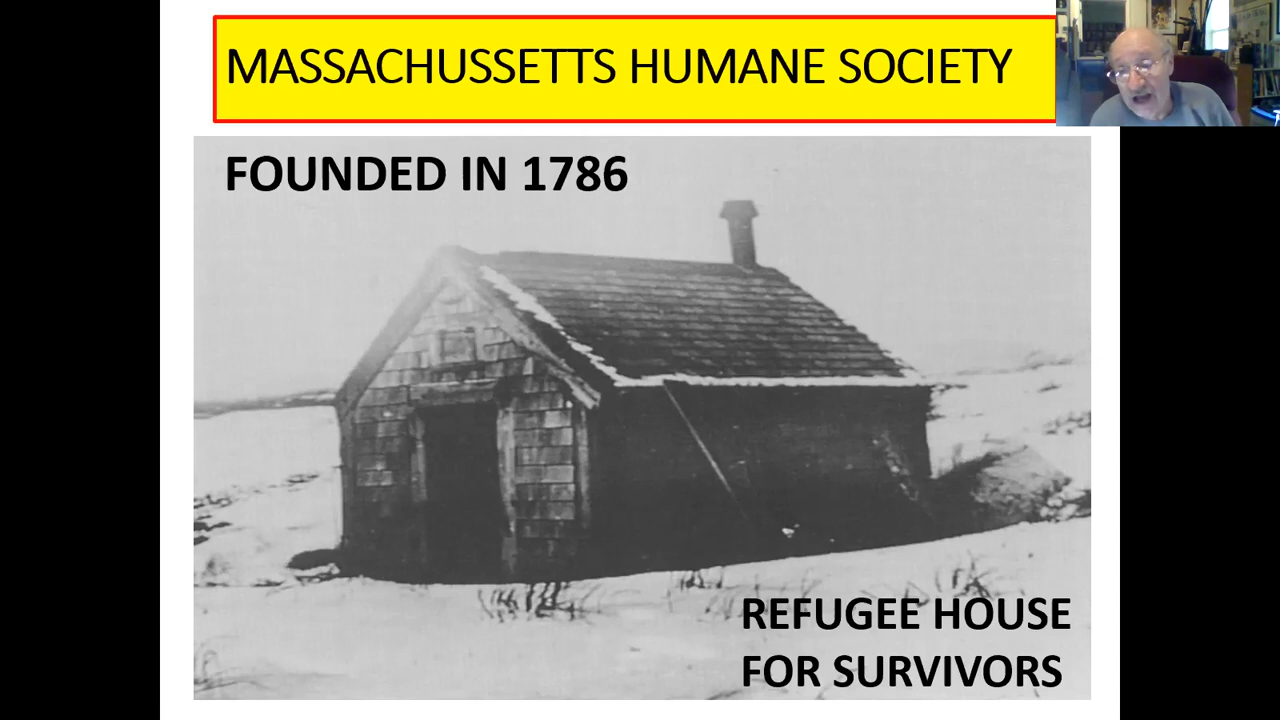 MASSACHUSSETTS HUMANE SOCIETY
FOUNDED IN 1786
REFUGEE HOUSE
FOR SURVIVORS